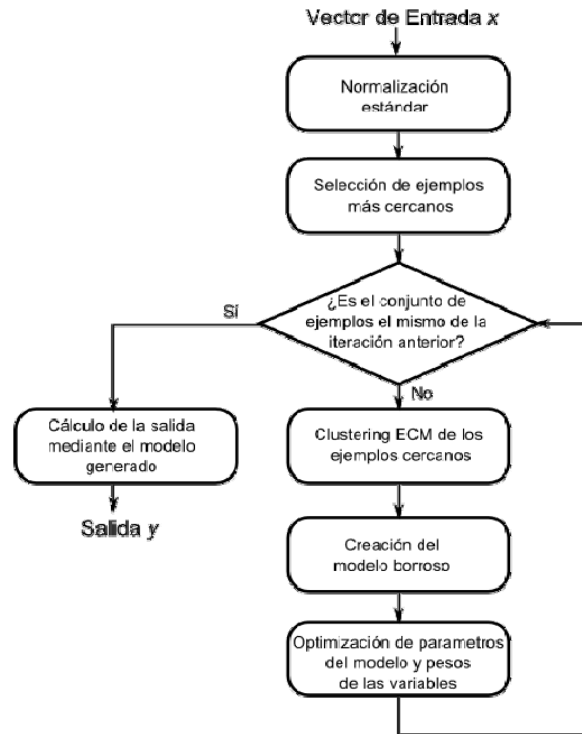 Vector de Entrada x
Normalización
estándar
Selección de ejemplos
más cercanos
¿Es el conjunto de
ejemplos el mismo de la
iteración anterior?
Sí
No
Cálculo de la salida
mediante el modelo
generado
Salida y
Clustering ECM de los
ejemplos cercanos
Creación del
modelo borroso
Optimización de parametros
del modelo y pesos
de las variables